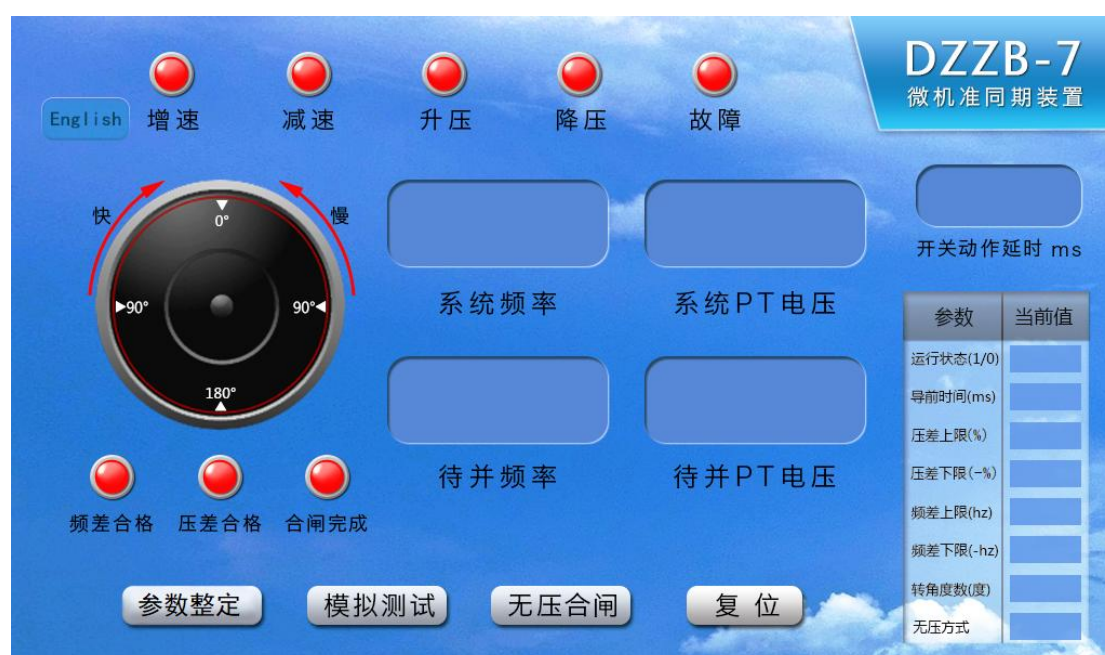 DZZB-7
微机准同期装置
English
增速
减速
升压
降压
故障
快
慢
0°
90°
90°
180°
系统频率
系统PT电压
开关动作延时 ms
待并频率
待并PT电压
参数 当前值
运行状态(1/0)
导前时间(ms)
压差上限(%)
压差下限(-%)
频差上限(hz)
频差下限(-hz)
转角度数(度)
无压方式
频差合格
压差合格
合闸完成
参数整定
模拟测试
无压合闸
复 位